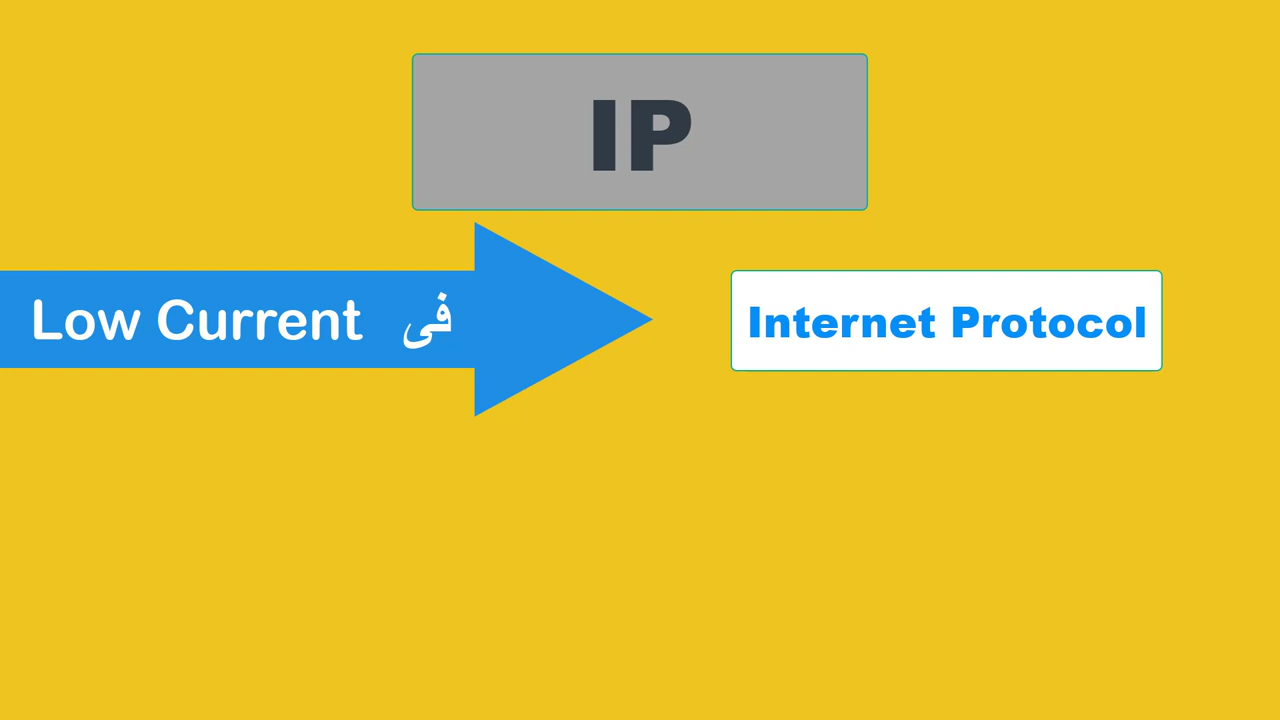 IP
فى Low Current
Internet Protocol